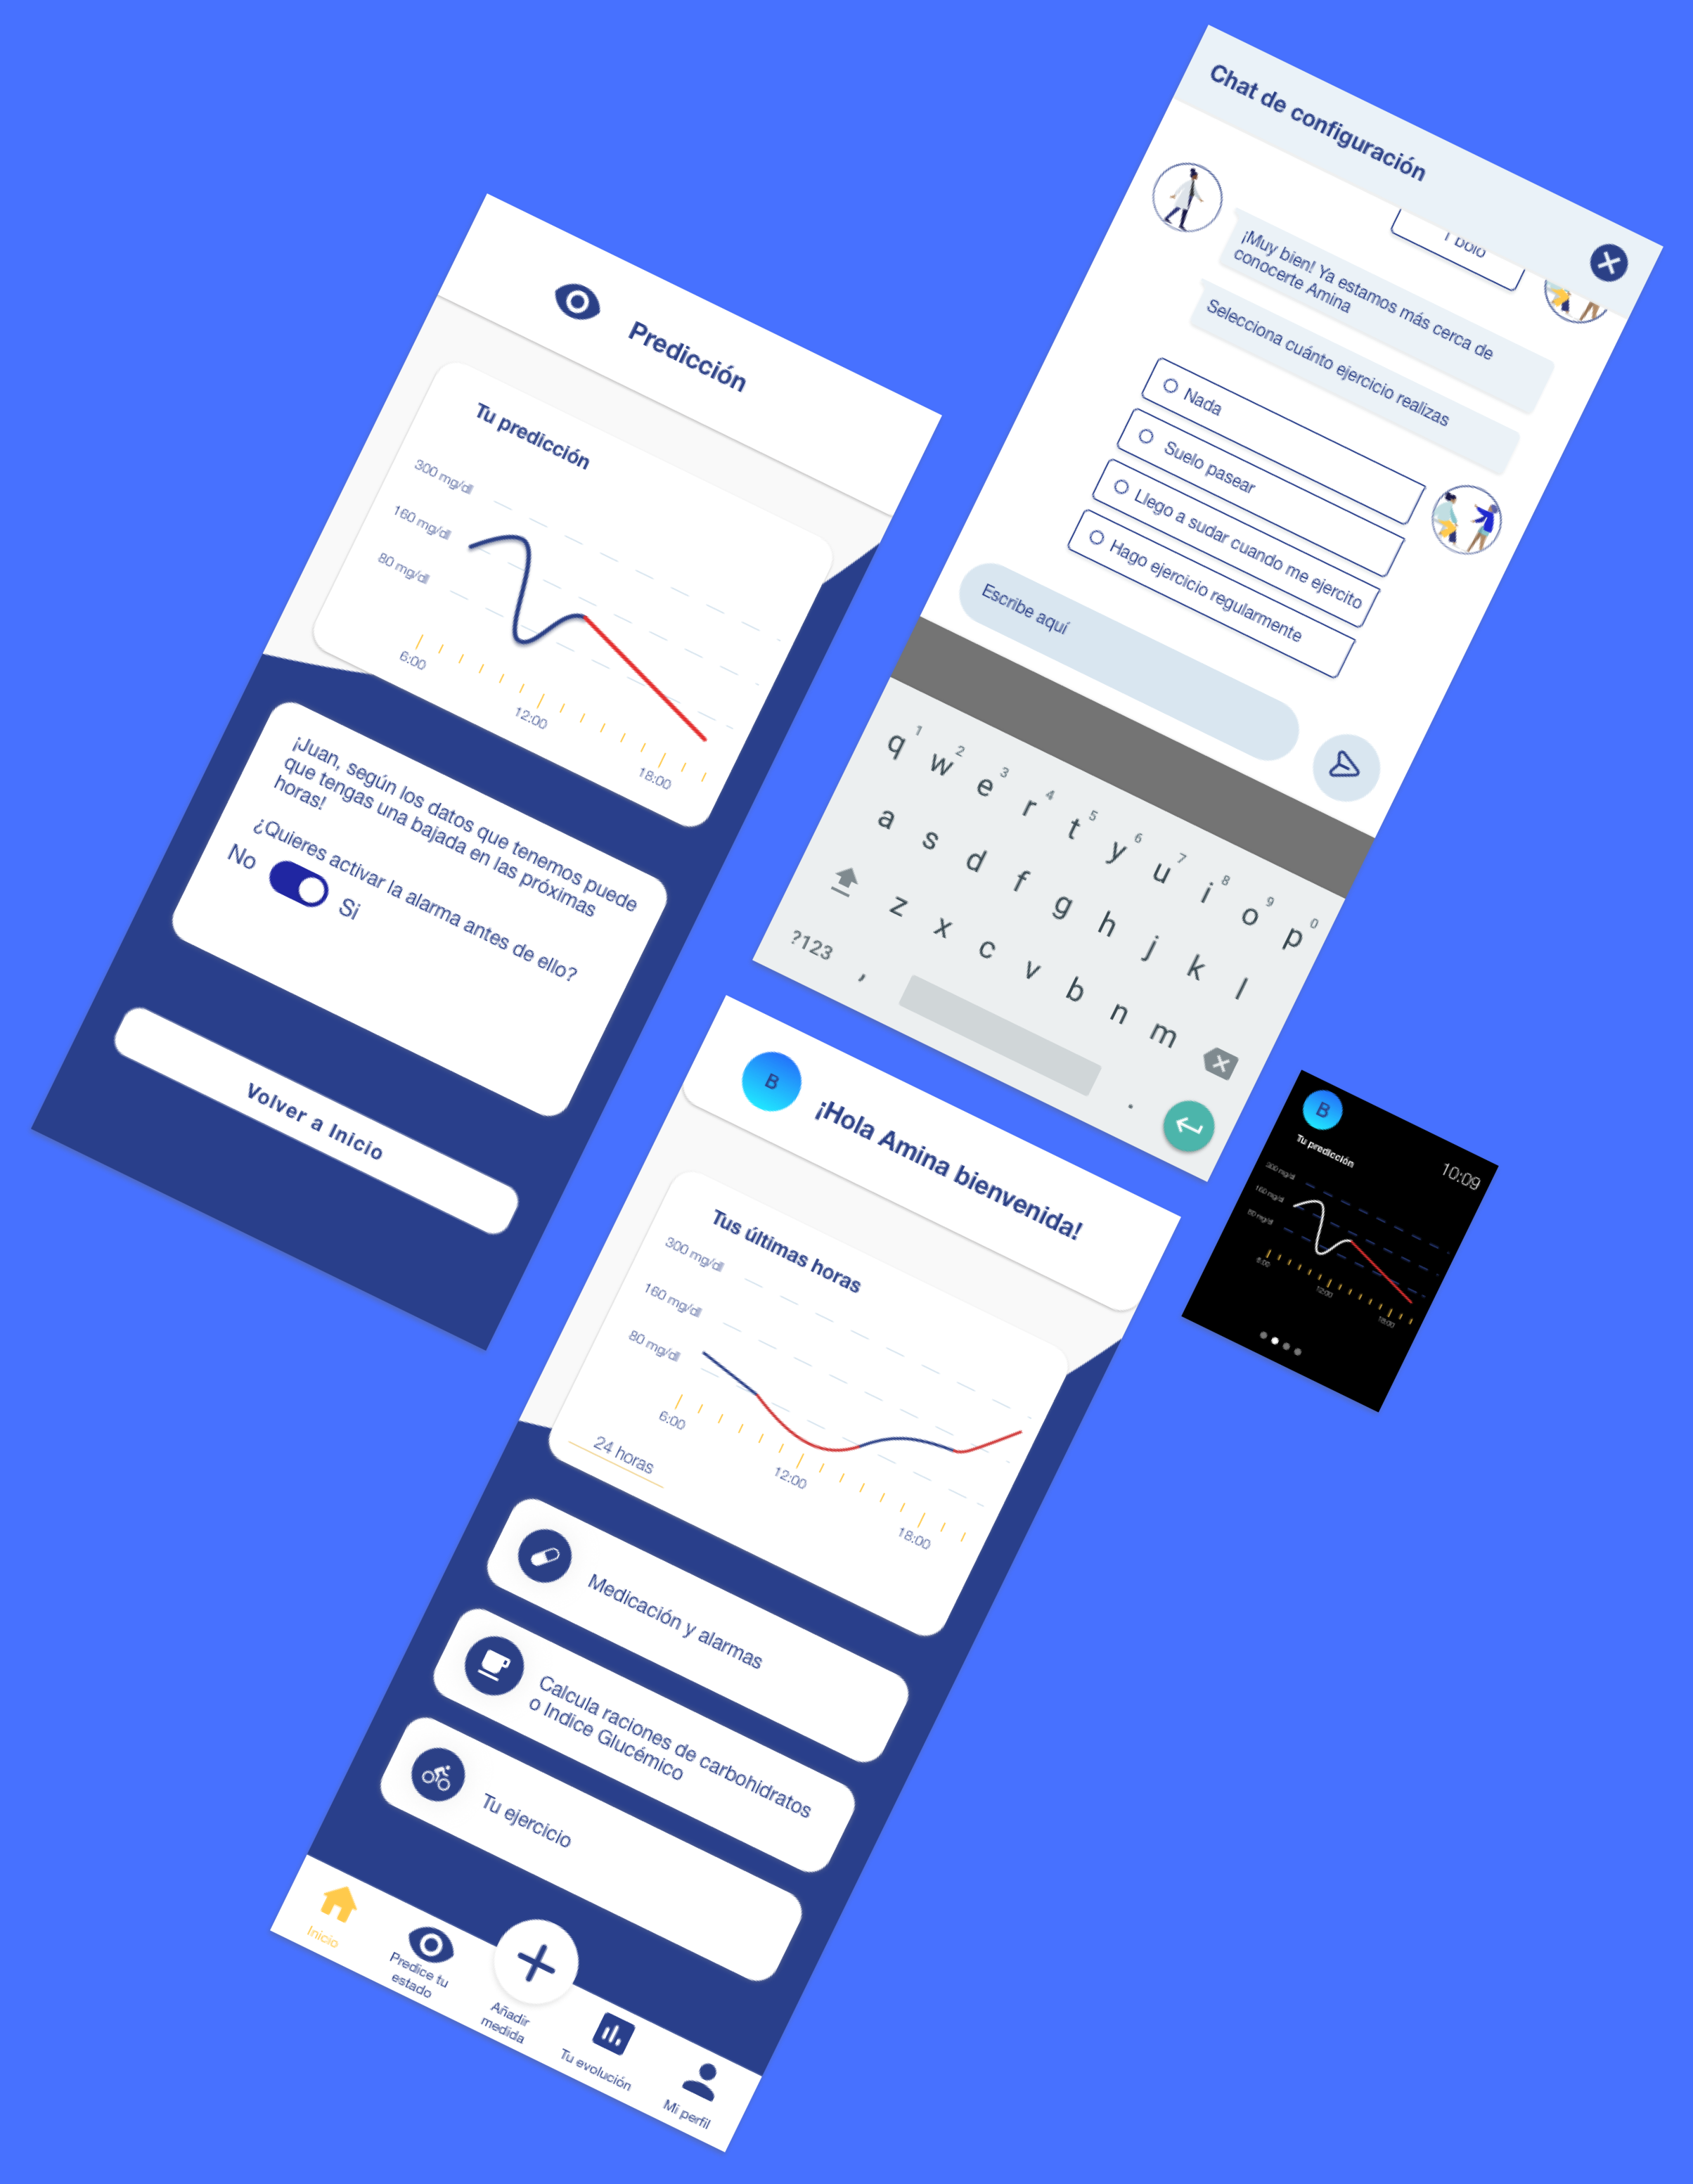 Predicción
Tu predicción
300 mg/dl
160 mg/dl
80 mg/dl
6:00
12:00
18:00
¡Juan, según los datos que tenemos puede
que tengas una bajada en las próximas
horas!
¿Quieres activar la alarma antes de ello?
No
Si
Volver a Inicio
Chat de configuración
1 bolo
¡Muy bien! Ya estamos más cerca de
conocerte Amina
Selecciona cuánto ejercicio realizas
Nada
Suelo pasear
Llego a sudar cuando me ejercito
Hago ejercicio regularmente
Escribe aquí
q 1 w 2 e 3 r 4 t 5 y 6 u 7 i 8 o 9 p 0
a s d f g h j k l
z x c v b n m
?123 , .
B
¡Hola Amina bienvenida!
Tus últimas horas
300 mg/dl
160 mg/dl
80 mg/dl
6:00
12:00
18:00
24 horas
Medicación y alarmas
Calcula raciones de carbohidratos
o Indice Glucémico
Tu ejercicio
Inicio
Predice tu
estado
Añadir
medida
Tu evolución
Mi perfil
B
10:09
Tu predicción
300 mg/dl
160 mg/dl
80 mg/dl
6:00
12:00
18:00